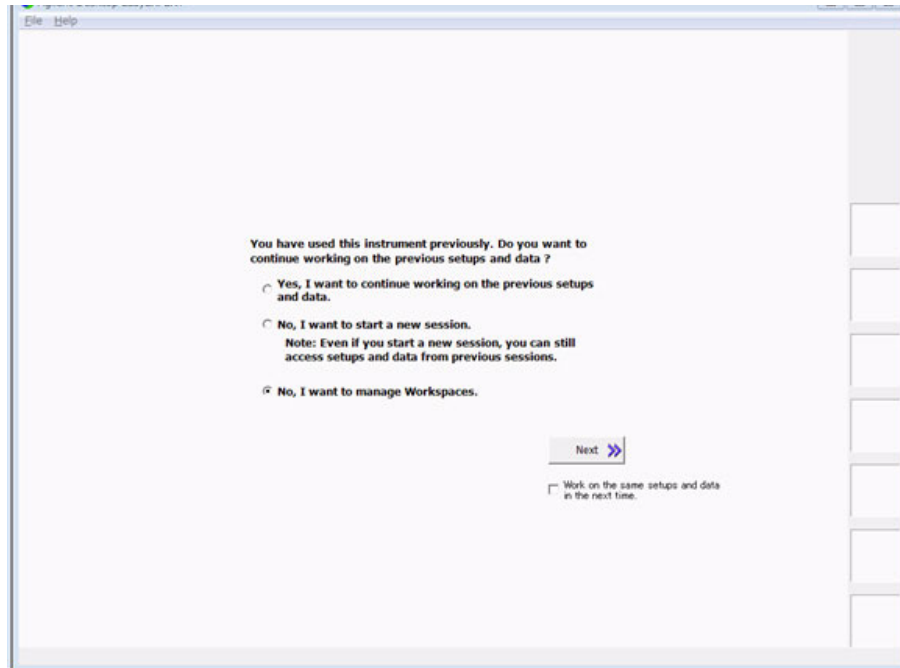 File Help
You have used this instrument previously. Do you want to
continue working on the previous setups and data ?
Yes, I want to continue working on the previous setups
and data.
No, I want to start a new session.
Note: Even if you start a new session, you can still
access setups and data from previous sessions.
No, I want to manage Workspaces.
Next
Work on the same setups and data
in the next time.